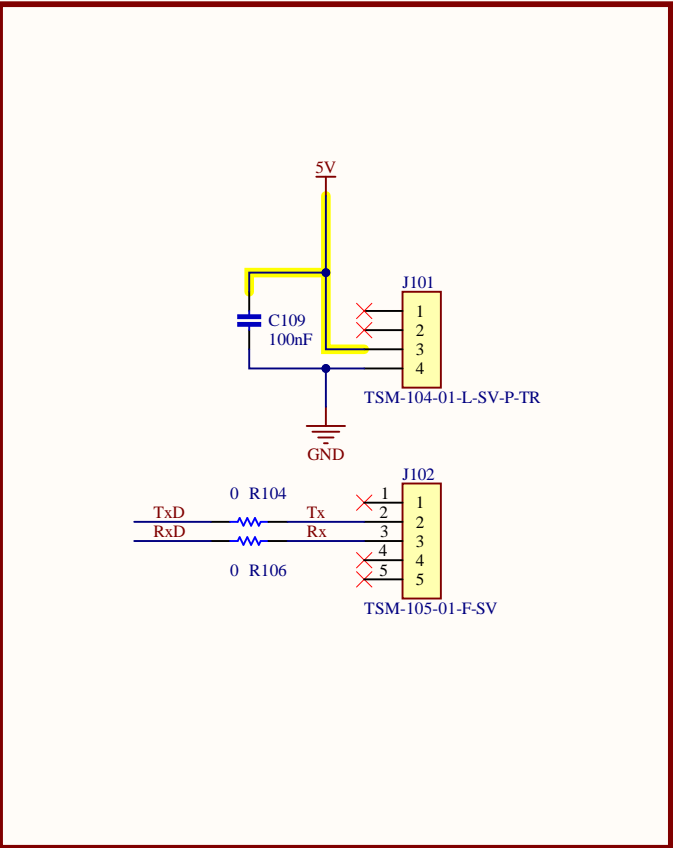 5V
J101
1
C109
2
100nF
3
4
TSM-104-01-L-SV-P-TR
GND
J102
0 R104
1 1
TxD Tx 2 2
RxD Rx 3 3
4 4
0 R106 5 5
TSM-105-01-F-SV